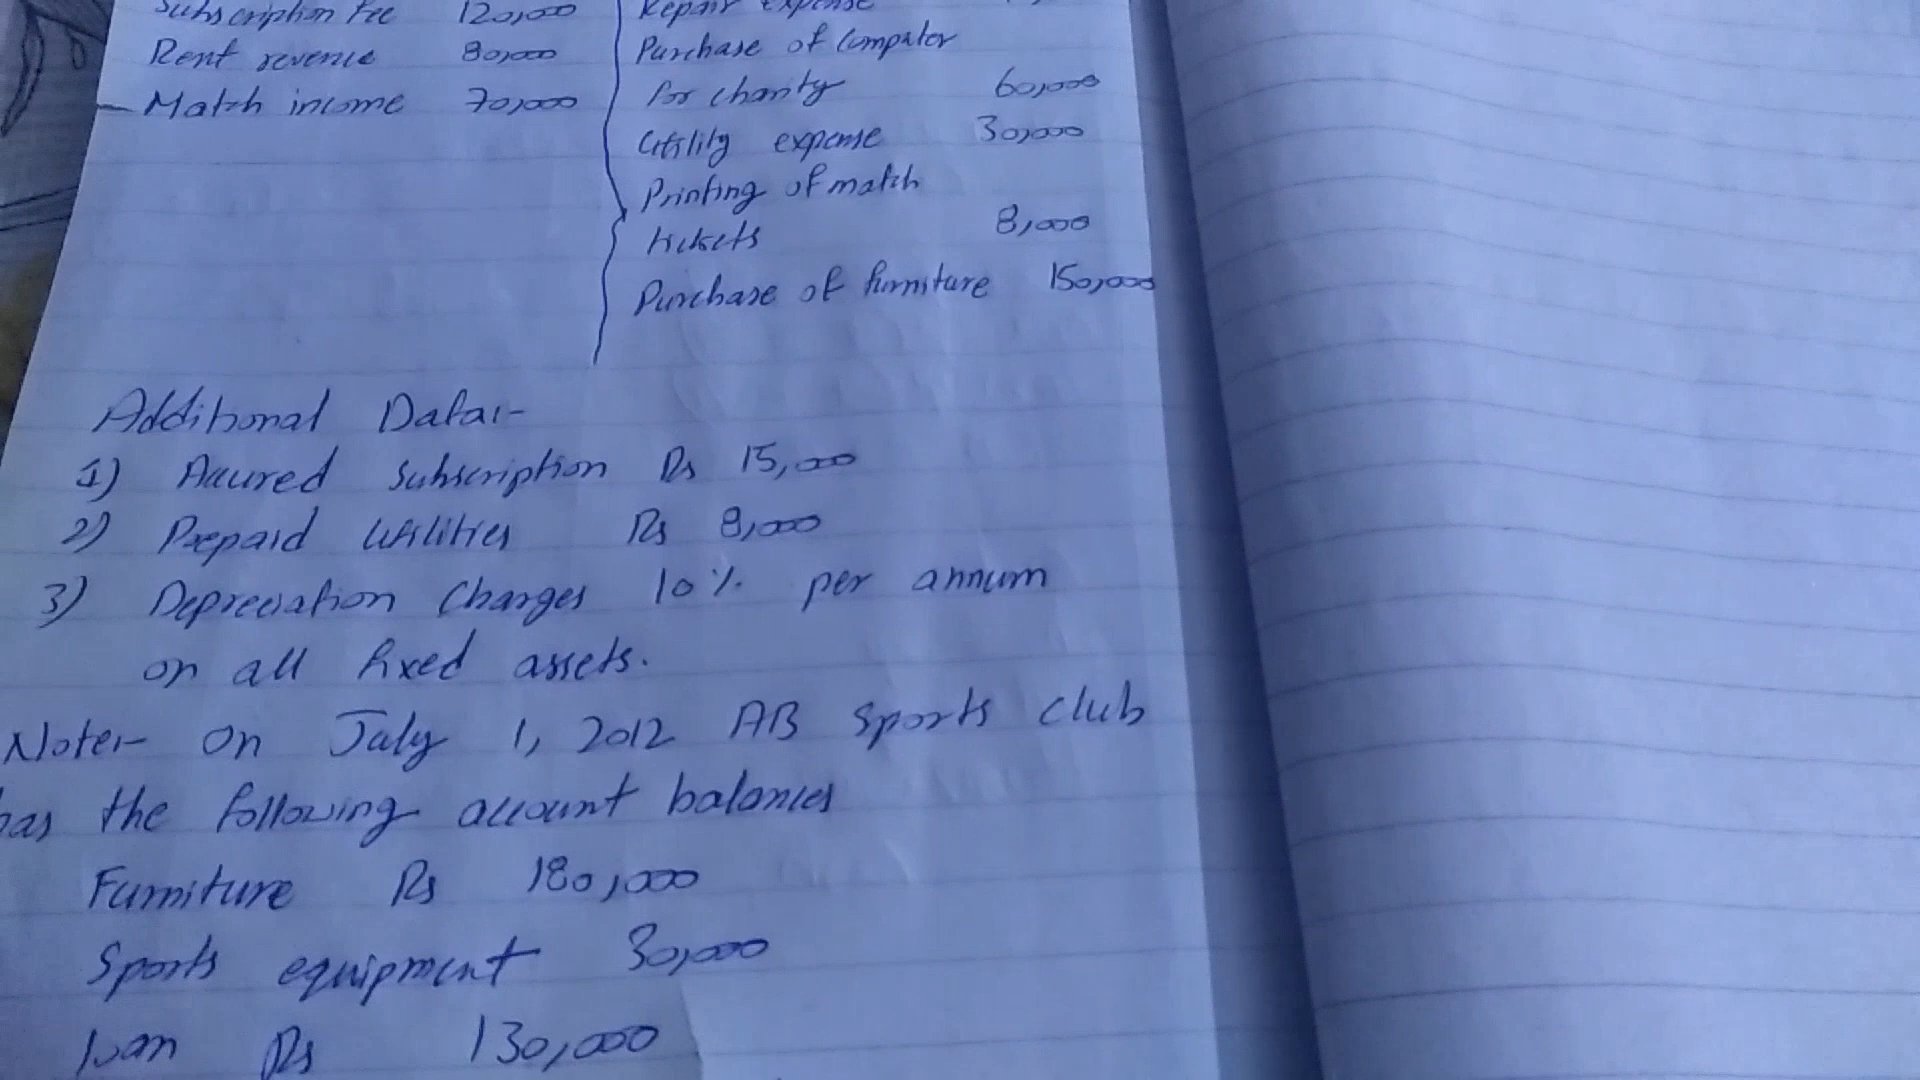 Subscription Fee 120,000
Rent revenue 80,000
Match income 70,000
Repair expense
Purchase of Computer
for charity 60,000
Utility expense 30,000
Printing of match
tickets 8,000
Purchase of furniture 150,000
Additional Data:-
1) Accured Subscription Rs 15,000
2) Prepaid Utilities Rs 8,000
3) Depreciation Charges 10% per annum
on all fixed assets.
Note:- On July 1, 2012 AB Sports club
has the following account balances
Furniture Rs 180,000
Sports equipment 30,000
loan Rs 130,000